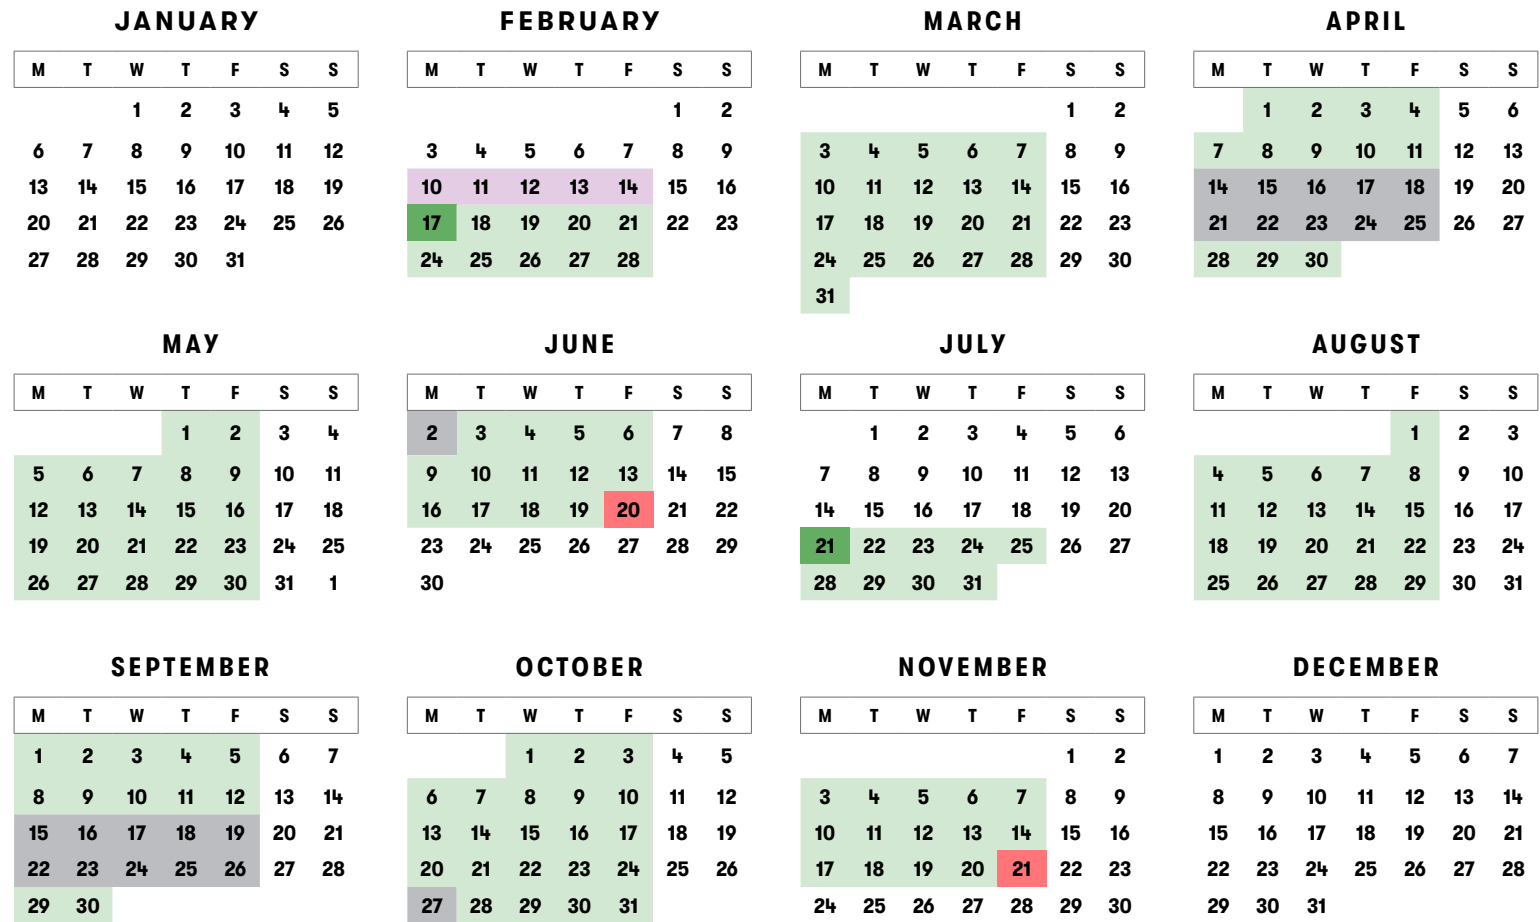 JANUARY FEBRUARY MARCH APRIL
M T W T F S S M T W T F S S M T W T F S S M T W T F S S
1 2 3 4 5 1 2 1 2 1 2 3 4 5 6
6 7 8 9 10 11 12 3 4 5 6 7 8 9 3 4 5 6 7 8 9 7 8 9 10 11 12 13
13 14 15 16 17 18 19 10 11 12 13 14 15 16 10 11 12 13 14 15 16 14 15 16 17 18 19 20
20 21 22 23 24 25 26 17 18 19 20 21 22 23 17 18 19 20 21 22 23 21 22 23 24 25 26 27
27 28 29 30 31 24 25 26 27 28 24 25 26 27 28 29 30 28 29 30
31
MAY JUNE JULY AUGUST
M T W T F S S M T W T F S S M T W T F S S M T W T F S S
1 2 3 4 2 3 4 5 6 7 8 1 2 3 4 5 6 1 2 3
5 6 7 8 9 10 11 9 10 11 12 13 14 15 7 8 9 10 11 12 13 4 5 6 7 8 9 10
12 13 14 15 16 17 18 16 17 18 19 20 21 22 14 15 16 17 18 19 20 11 12 13 14 15 16 17
19 20 21 22 23 24 25 23 24 25 26 27 28 29 21 22 23 24 25 26 27 18 19 20 21 22 23 24
26 27 28 29 30 31 1 30 28 29 30 31 25 26 27 28 29 30 31
SEPTEMBER OCTOBER NOVEMBER DECEMBER
M T W T F S S M T W T F S S M T W T F S S M T W T F S S
1 2 3 4 5 6 7 1 2 3 4 5 1 2 1 2 3 4 5 6 7
8 9 10 11 12 13 14 6 7 8 9 10 11 12 3 4 5 6 7 8 9 8 9 10 11 12 13 14
15 16 17 18 19 20 21 13 14 15 16 17 18 19 10 11 12 13 14 15 16 15 16 17 18 19 20 21
22 23 24 25 26 27 28 20 21 22 23 24 25 26 17 18 19 20 21 22 23 22 23 24 25 26 27 28
29 30 27 28 29 30 31 24 25 26 27 28 29 30 29 30 31